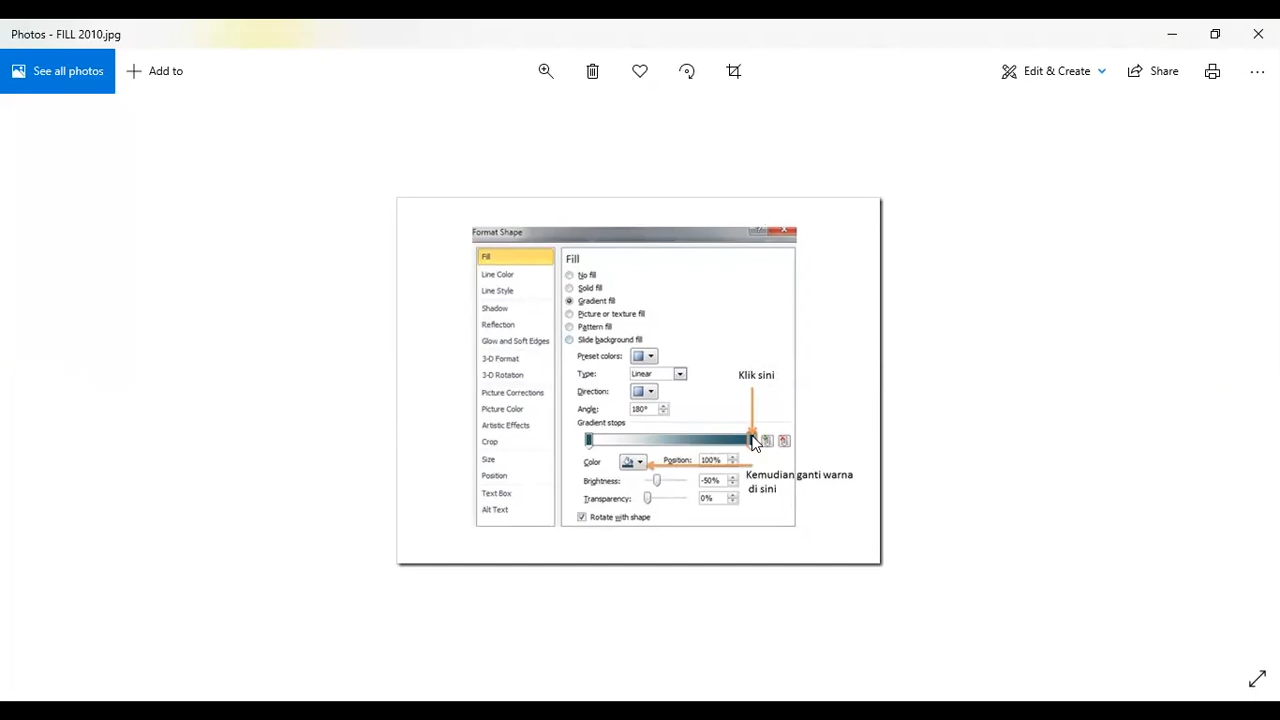 Photos - FILL 2010.jpg
See all photos
Add to
Edit & Create
Share
Format Shape
Fill
Line Color
Line Style
Shadow
Reflection
Glow and Soft Edges
3-D Format
3-D Rotation
Picture Corrections
Picture Color
Artistic Effects
Crop
Size
Position
Text Box
Alt Text
Fill
No fill
Solid fill
Gradient fill
Picture or texture fill
Pattern fill
Slide background fill
Preset colors:
Type: Linear
Direction:
Angle: 180°
Gradient stops
Color Position: 100%
Brightness: -50%
Transparency: 0%
Rotate with shape
Klik sini
Kemudian ganti warna
di sini